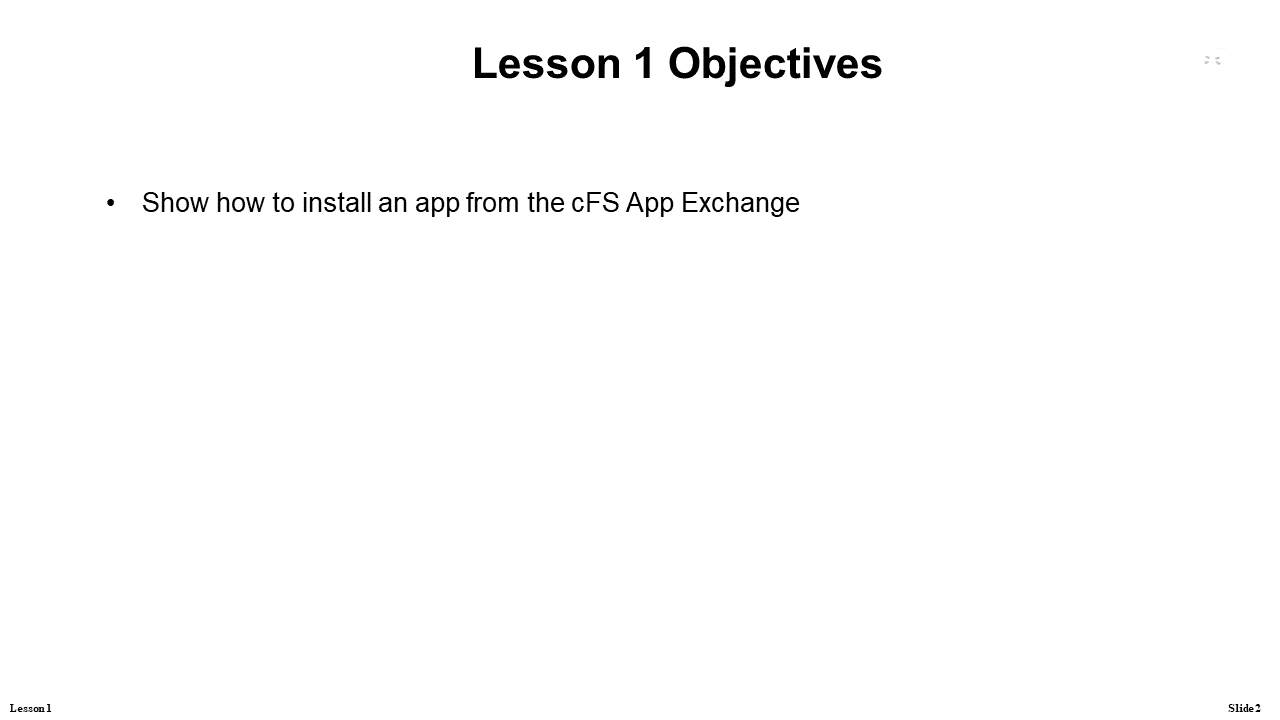 Lesson 1 Objectives
• Show how to install an app from the cFS App Exchange
Lesson 1
Slide 2